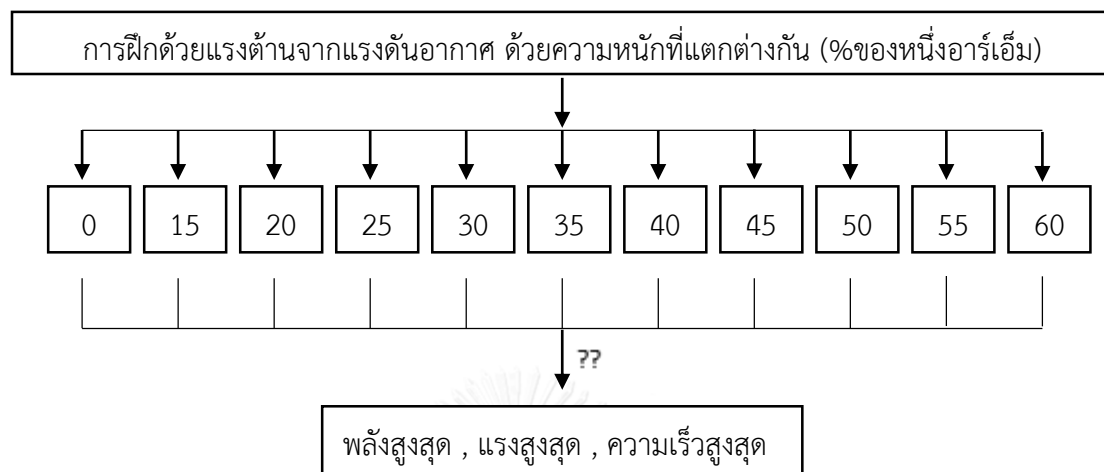 การฝึกด้วยแรงต้านจากแรงดันอากาศ ด้วยความหนักที่แตกต่างกัน (%ของหนึ่งอาร์เอ็ม)
0 15 20 25 30 35 40 45 50 55 60
??
พลังสูงสุด , แรงสูงสุด , ความเร็วสูงสุด